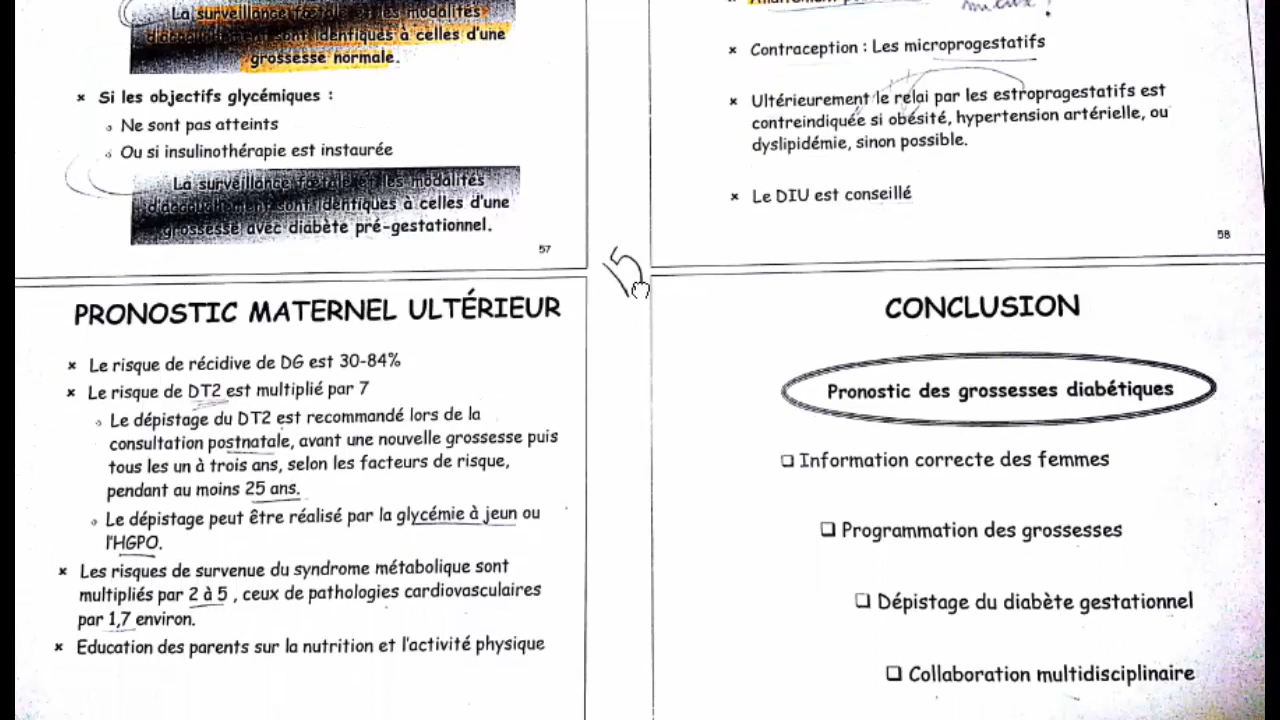 La surveillance fœtale et les modalités
d'accouchement sont identiques à celles d'une
grossesse normale.
× Si les objectifs glycémiques :
Ne sont pas atteints
Ou si insulinothérapie est instaurée
La surveillance fœtale et les modalités
d'accouchement sont identiques à celles d'une
grossesse avec diabète pré-gestationnel.
57
× Contraception : Les microprogestatifs
× Ultérieurement le relai par les estroprogestatifs est
contreindiquée si obésité, hypertension artérielle, ou
dyslipidémie, sinon possible.
× Le DIU est conseillé
58
15
PRONOSTIC MATERNEL ULTÉRIEUR
× Le risque de récidive de DG est 30-84%
× Le risque de DT2 est multiplié par 7
Le dépistage du DT2 est recommandé lors de la
consultation postnatale, avant une nouvelle grossesse puis
tous les un à trois ans, selon les facteurs de risque,
pendant au moins 25 ans.
Le dépistage peut être réalisé par la glycémie à jeun ou
l'HGPO.
× Les risques de survenue du syndrome métabolique sont
multipliés par 2 à 5 , ceux de pathologies cardiovasculaires
par 1,7 environ.
× Education des parents sur la nutrition et l'activité physique
CONCLUSION
Pronostic des grossesses diabétiques
❑ Information correcte des femmes
❑ Programmation des grossesses
❑ Dépistage du diabète gestationnel
❑ Collaboration multidisciplinaire